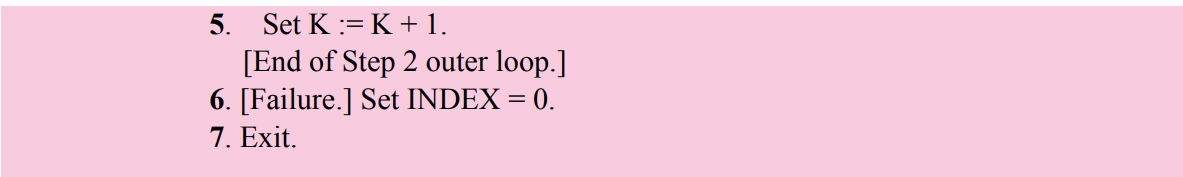 5. Set K := K + 1.
[End of Step 2 outer loop.]
6. [Failure.] Set INDEX = 0.
7. Exit.